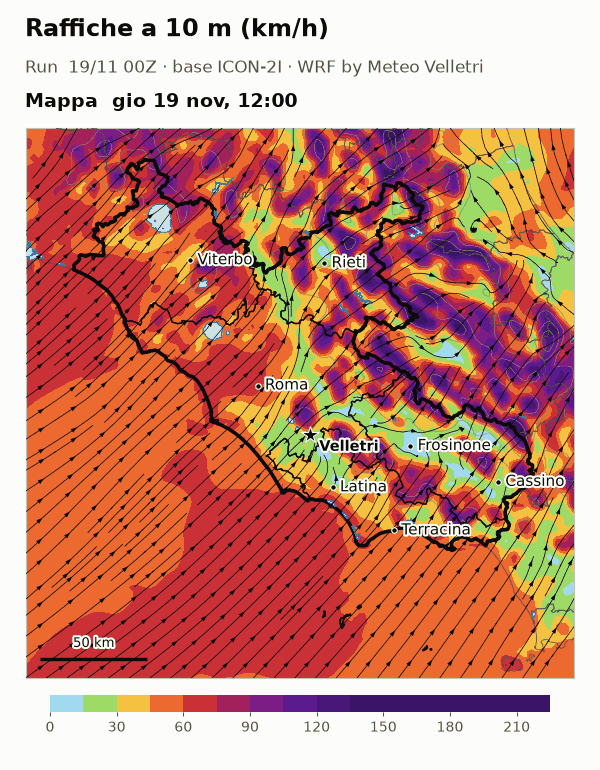 Raffiche a 10 m (km/h)
Run  19/11 00Z · base ICON-2I · WRF by Meteo Velletri
Mappa  gio 19 nov, 12:00
Viterbo
Rieti
Roma
Velletri
Frosinone
Cassino
Latina
Terracina
50 km
0 30 60 90 120 150 180 210